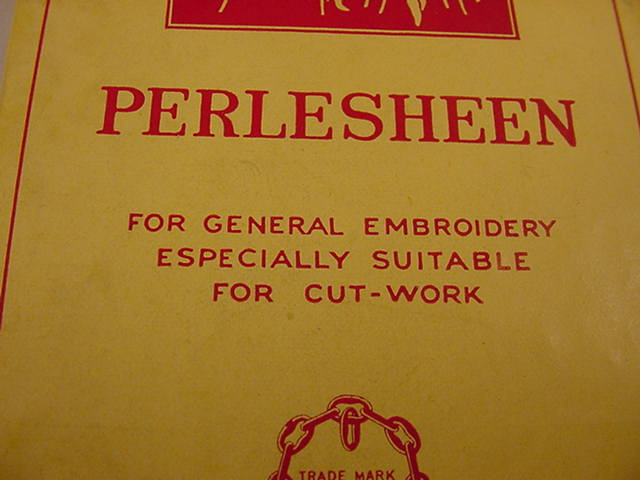 PERLESHEEN
FOR GENERAL EMBROIDERY
ESPECIALLY SUITABLE
FOR CUT-WORK
TRADE MARK